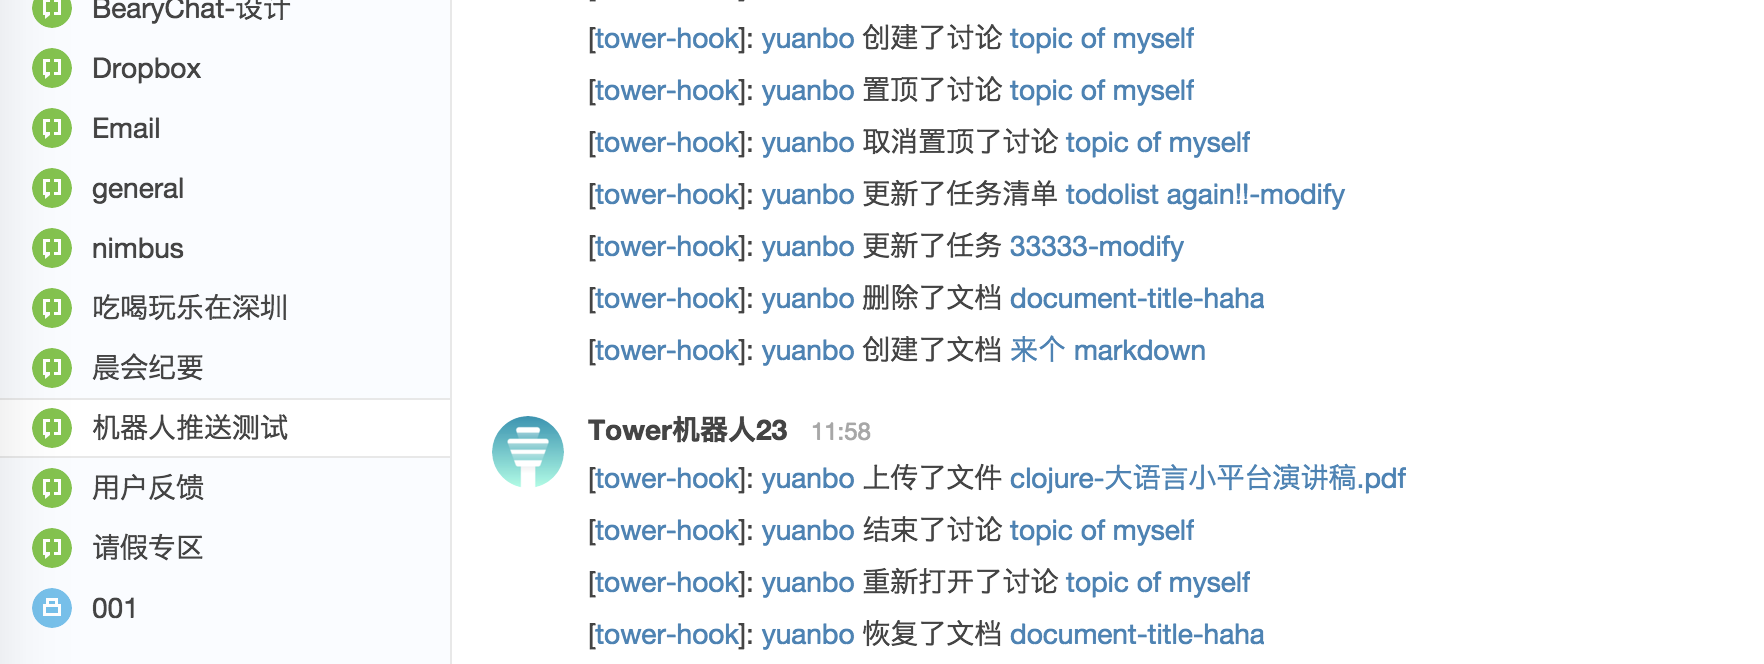 BearyChat-设计
Dropbox
Email
general
nimbus
吃喝玩乐在深圳
晨会纪要
机器人推送测试
用户反馈
请假专区
001
[tower-hook]: yuanbo 创建了讨论 topic of myself
[tower-hook]: yuanbo 置顶了讨论 topic of myself
[tower-hook]: yuanbo 取消置顶了讨论 topic of myself
[tower-hook]: yuanbo 更新了任务清单 todolist again!!-modify
[tower-hook]: yuanbo 更新了任务 33333-modify
[tower-hook]: yuanbo 删除了文档 document-title-haha
[tower-hook]: yuanbo 创建了文档 来个 markdown
Tower机器人23 11:58
[tower-hook]: yuanbo 上传了文件 clojure-大语言小平台演讲稿.pdf
[tower-hook]: yuanbo 结束了讨论 topic of myself
[tower-hook]: yuanbo 重新打开了讨论 topic of myself
[tower-hook]: yuanbo 恢复了文档 document-title-haha